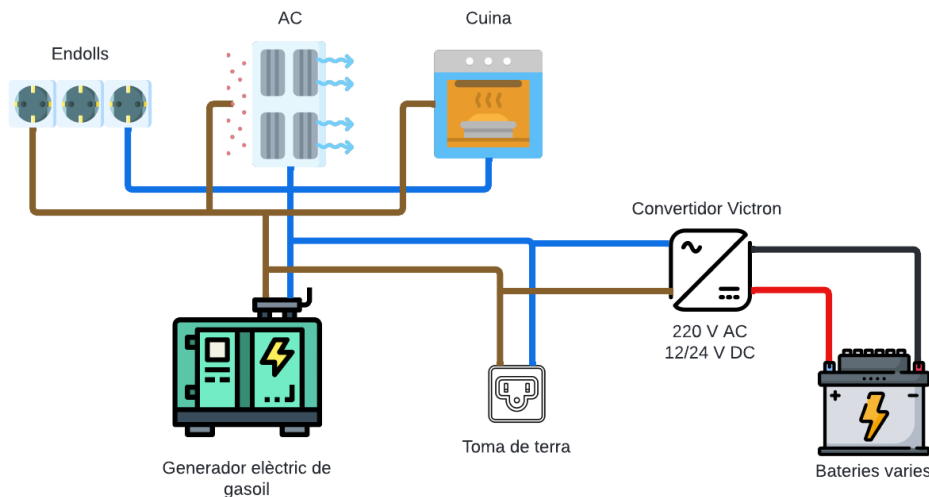 AC
Cuina
Endolls
Convertidor Victron
220 V AC
12/24 V DC
+ −
Generador elèctric de
gasoil
Toma de terra
Bateries varies